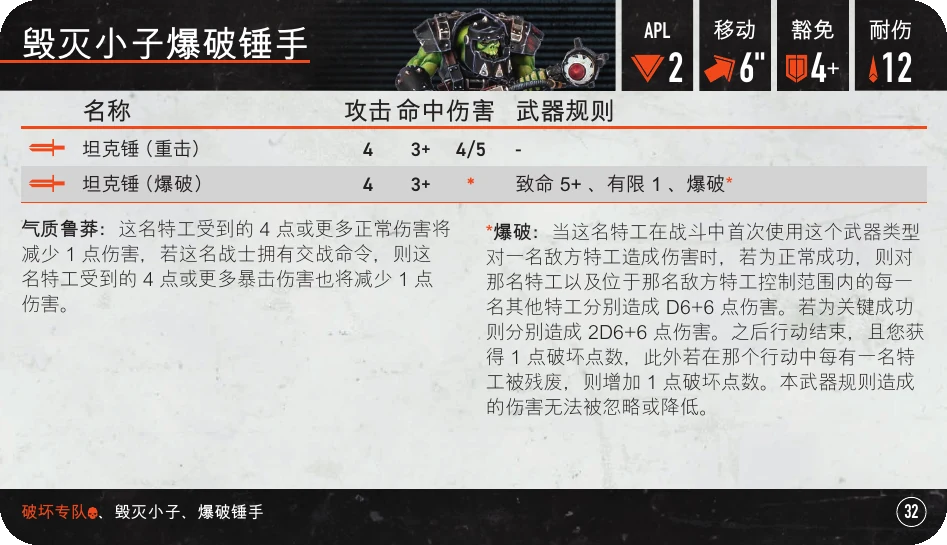 毁灭小子爆破锤手
APL
2
移动
6"
豁免
4+
耐伤
12
名称 攻击 命中 伤害 武器规则
坦克锤（重击） 4 3+ 4/5 -
坦克锤（爆破） 4 3+ * 致命 5+ 、有限 1 、爆破*
气质鲁莽：这名特工受到的 4 点或更多正常伤害将
减少 1 点伤害，若这名战士拥有交战命令，则这
名特工受到的 4 点或更多暴击伤害也将减少 1 点
伤害。
*爆破：当这名特工在战斗中首次使用这个武器类型
对一名敌方特工造成伤害时，若为正常成功，则对
那名特工以及位于那名敌方特工控制范围内的每一
名其他特工分别造成 D6+6 点伤害。若为关键成功
则分别造成 2D6+6 点伤害。之后行动结束，且您获
得 1 点破坏点数，此外若在那个行动中每有一名特
工被残废，则增加 1 点破坏点数。本武器规则造成
的伤害无法被忽略或降低。
破坏专队、毁灭小子、爆破锤手
32